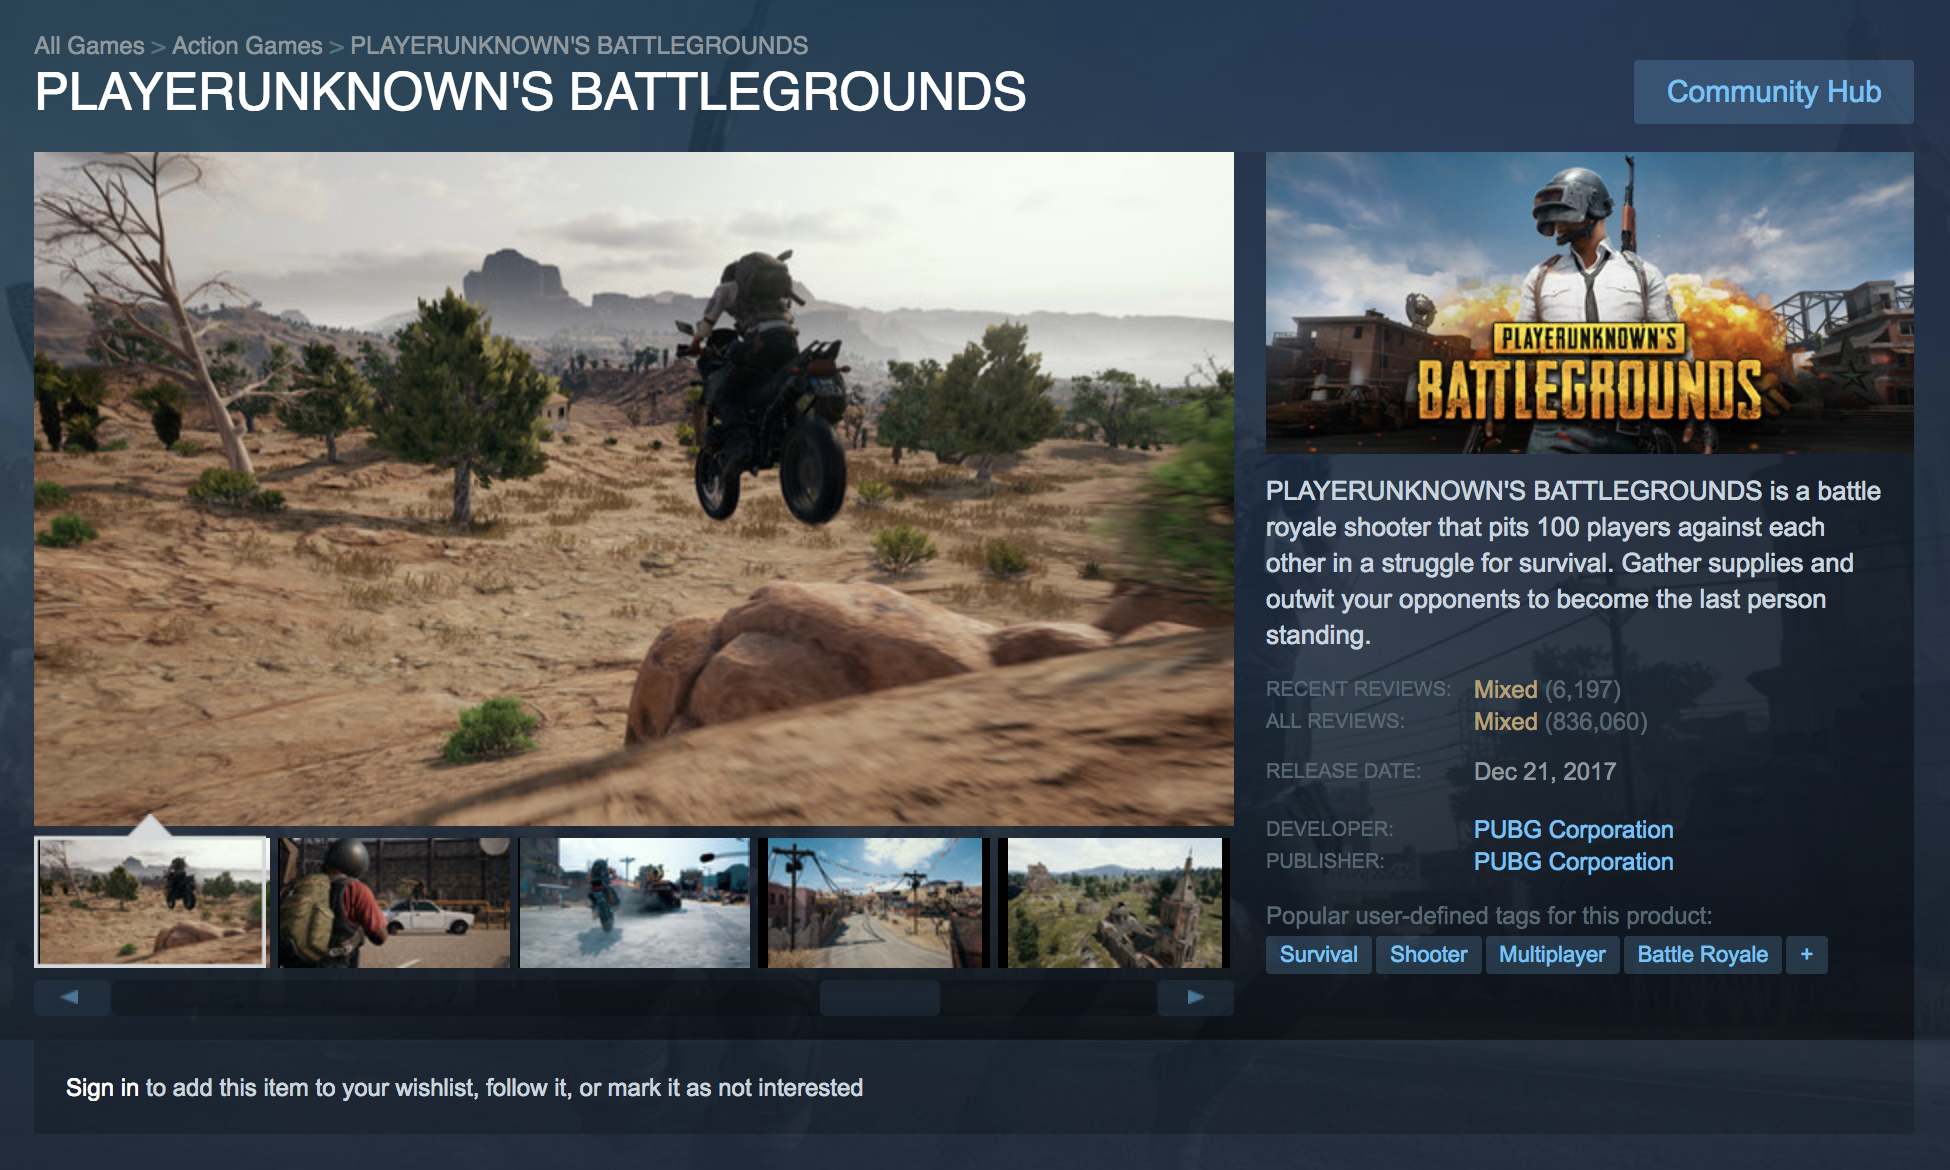 All Games > Action Games > PLAYERUNKNOWN'S BATTLEGROUNDS
PLAYERUNKNOWN'S BATTLEGROUNDS
Community Hub
PLAYERUNKNOWN'S
BATTLEGROUNDS
PLAYERUNKNOWN'S BATTLEGROUNDS is a battle
royale shooter that pits 100 players against each
other in a struggle for survival. Gather supplies and
outwit your opponents to become the last person
standing.
RECENT REVIEWS: Mixed (6,197)
ALL REVIEWS: Mixed (836,060)
RELEASE DATE: Dec 21, 2017
DEVELOPER: PUBG Corporation
PUBLISHER: PUBG Corporation
Popular user-defined tags for this product:
Survival Shooter Multiplayer Battle Royale +
Sign in to add this item to your wishlist, follow it, or mark it as not interested